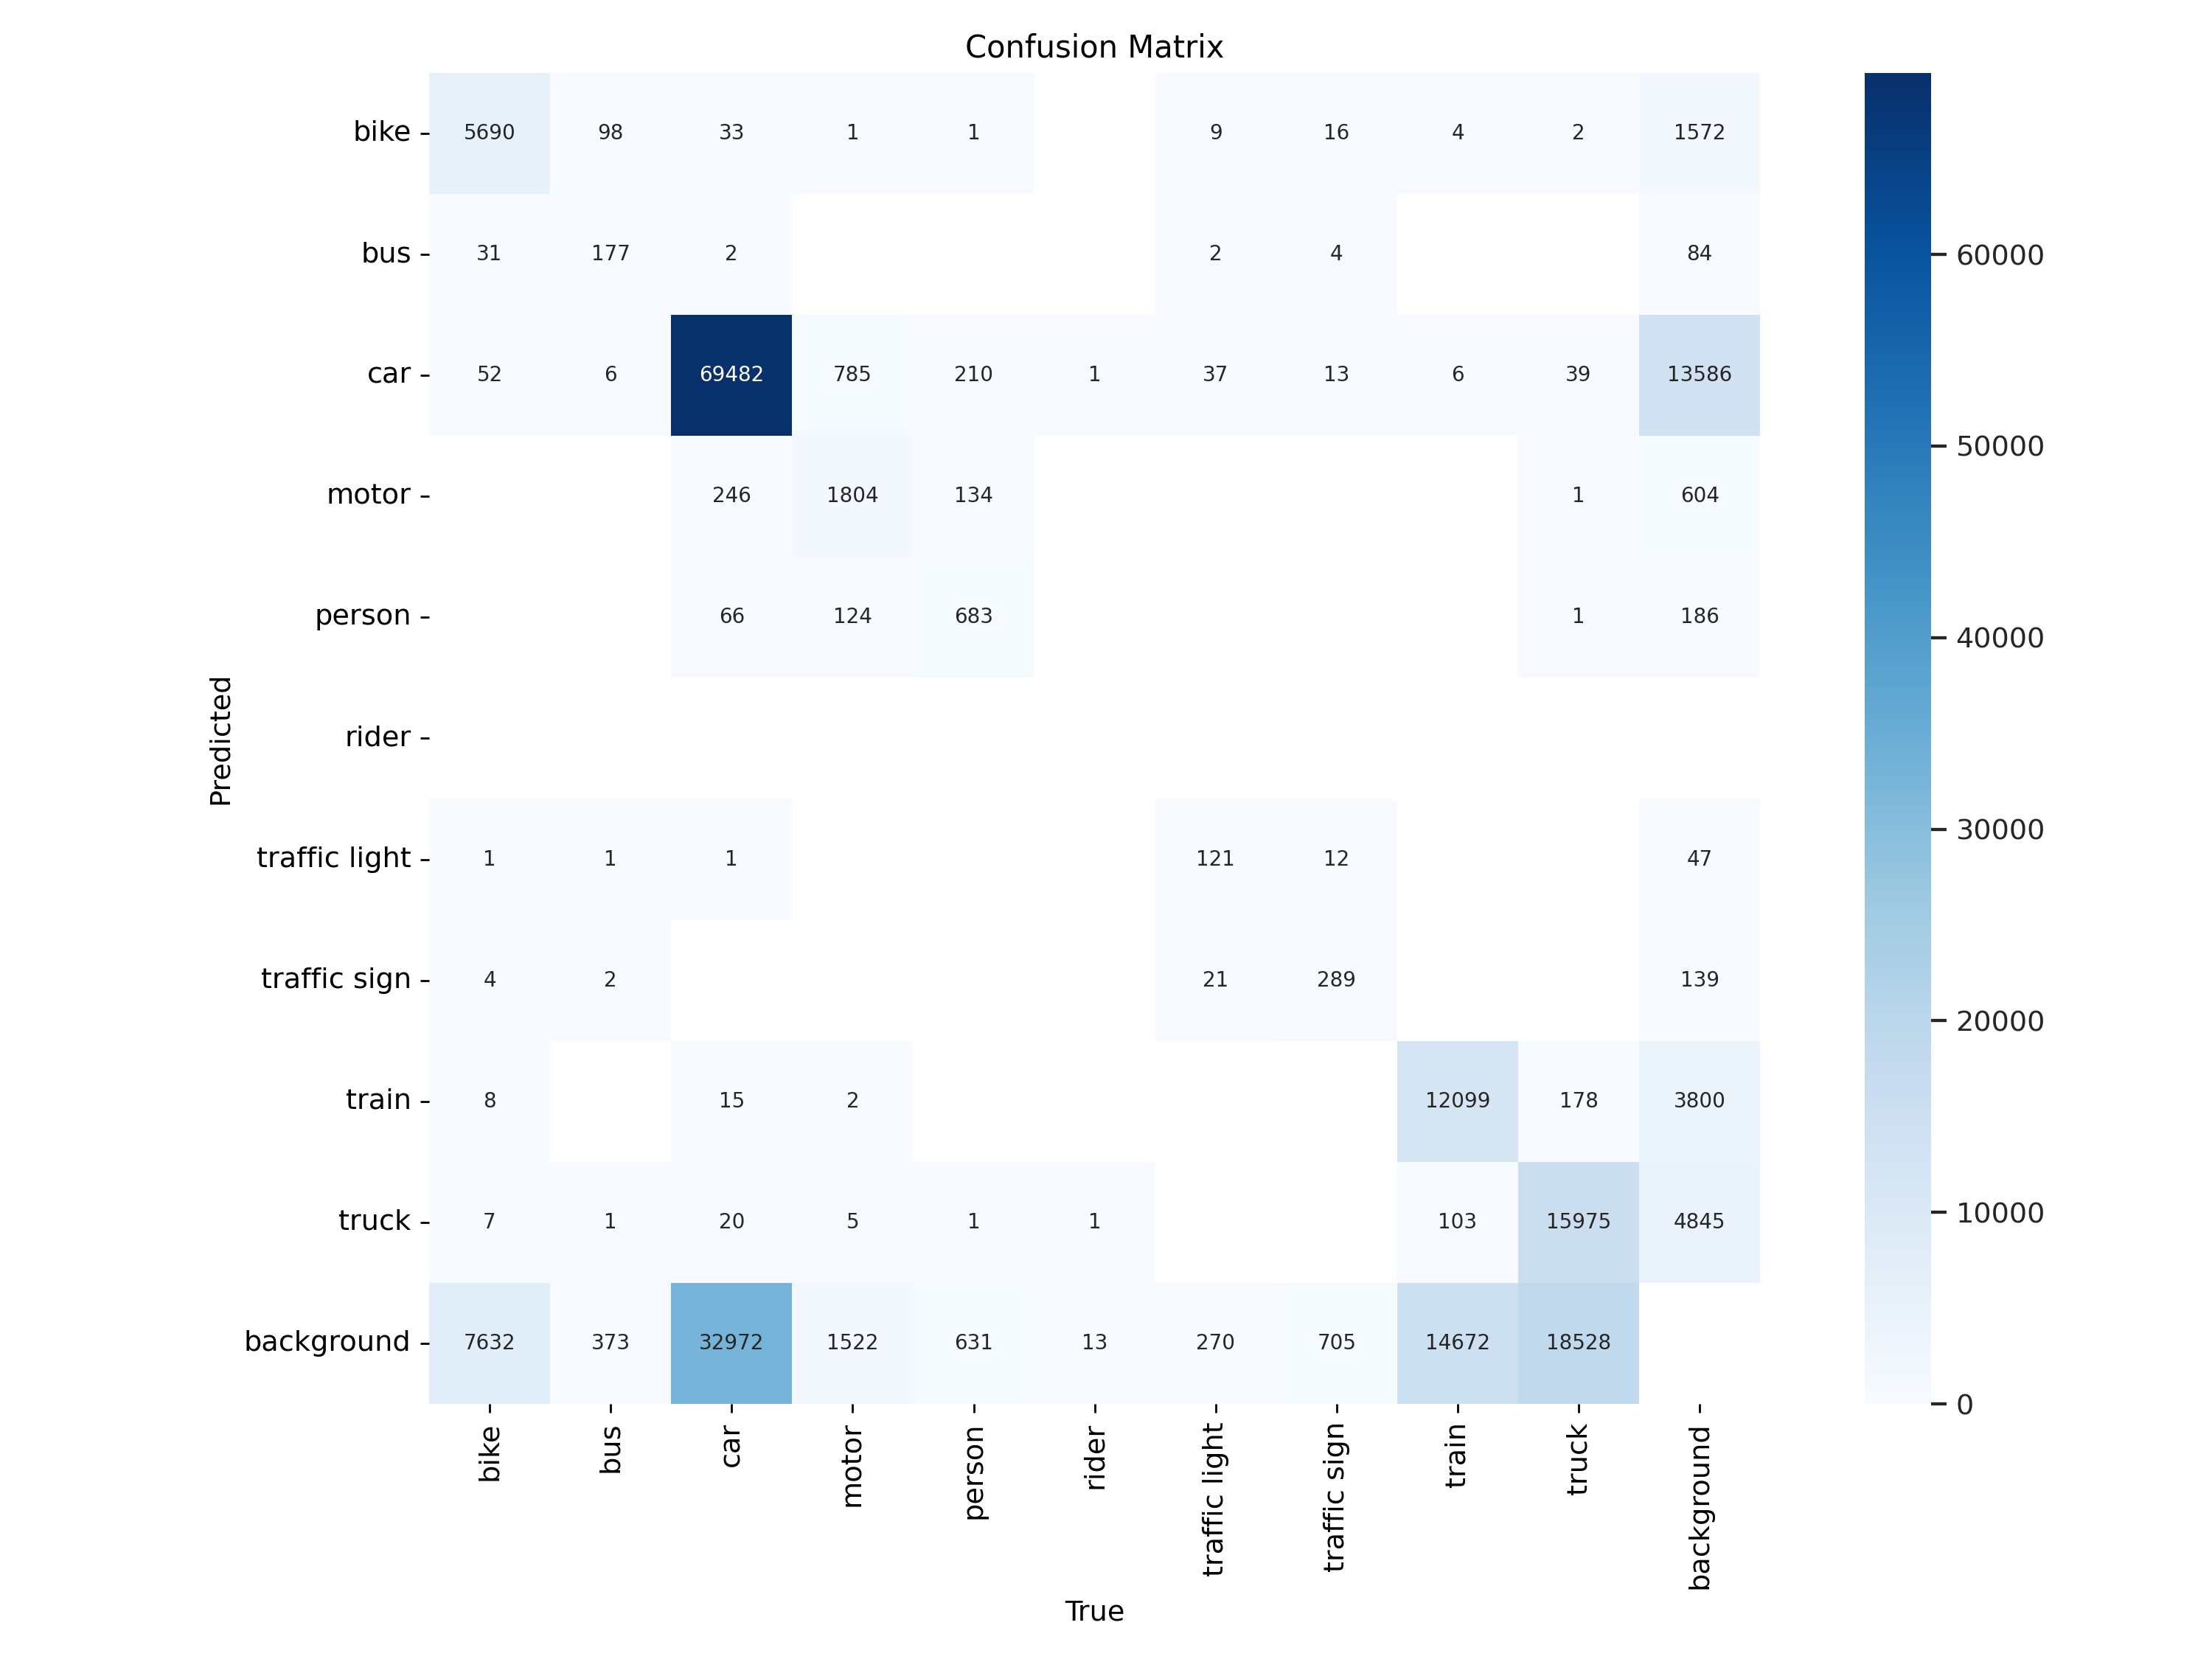 Confusion Matrix
bike 5690 98 33 1 1 9 16 4 2 1572
bus 31 177 2 2 4 84
car 52 6 69482 785 210 1 37 13 6 39 13586
motor 246 1804 134 1 604
person 66 124 683 1 186
rider
traffic light 1 1 1 121 12 47
traffic sign 4 2 21 289 139
train 8 15 2 12099 178 3800
truck 7 1 20 5 1 1 103 15975 4845
background 7632 373 32972 1522 631 13 270 705 14672 18528
Predicted
bike bus car motor person rider traffic light traffic sign train truck background
True
60000
50000
40000
30000
20000
10000
0